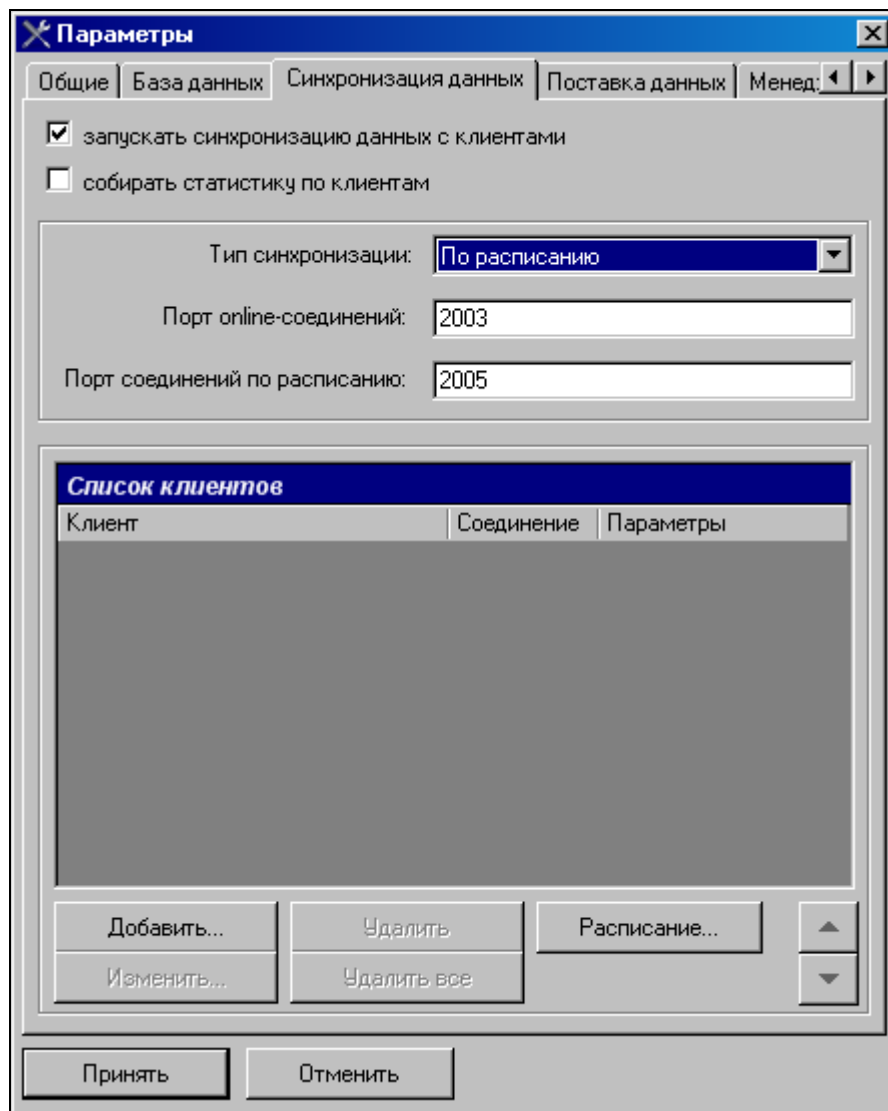 Параметры
Общие База данных Синхронизация данных Поставка данных Менед
запускать синхронизацию данных с клиентами
собирать статистику по клиентам
Тип синхронизации: По расписанию
Порт online-соединений: 2003
Порт соединений по расписанию: 2005
Список клиентов
Клиент Соединение Параметры
Добавить... Удалить Расписание...
Изменить... Удалить все
Принять Отменить